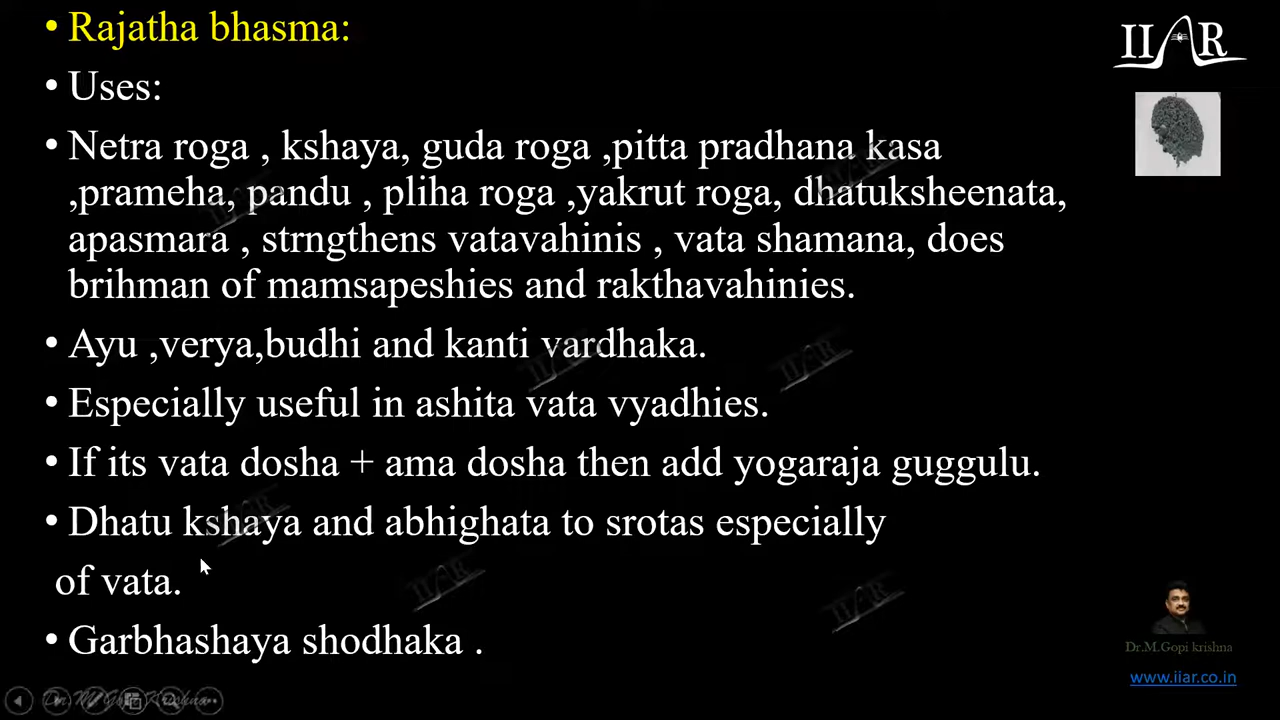 • Rajatha bhasma:
• Uses:
• Netra roga , kshaya, guda roga ,pitta pradhana kasa
,prameha, pandu , pliha roga ,yakrut roga, dhatuksheenata,
apasmara , strngthens vatavahinis , vata shamana, does
brihman of mamsapeshies and rakthavahinies.
• Ayu ,verya,budhi and kanti vardhaka.
• Especially useful in ashita vata vyadhies.
• If its vata dosha + ama dosha then add yogaraja guggulu.
• Dhatu kshaya and abhighata to srotas especially
of vata.
• Garbhashaya shodhaka .
IIAR
Dr.M.Gopi krishna
www.iiar.co.in
Dr. M. Gopi Krishna